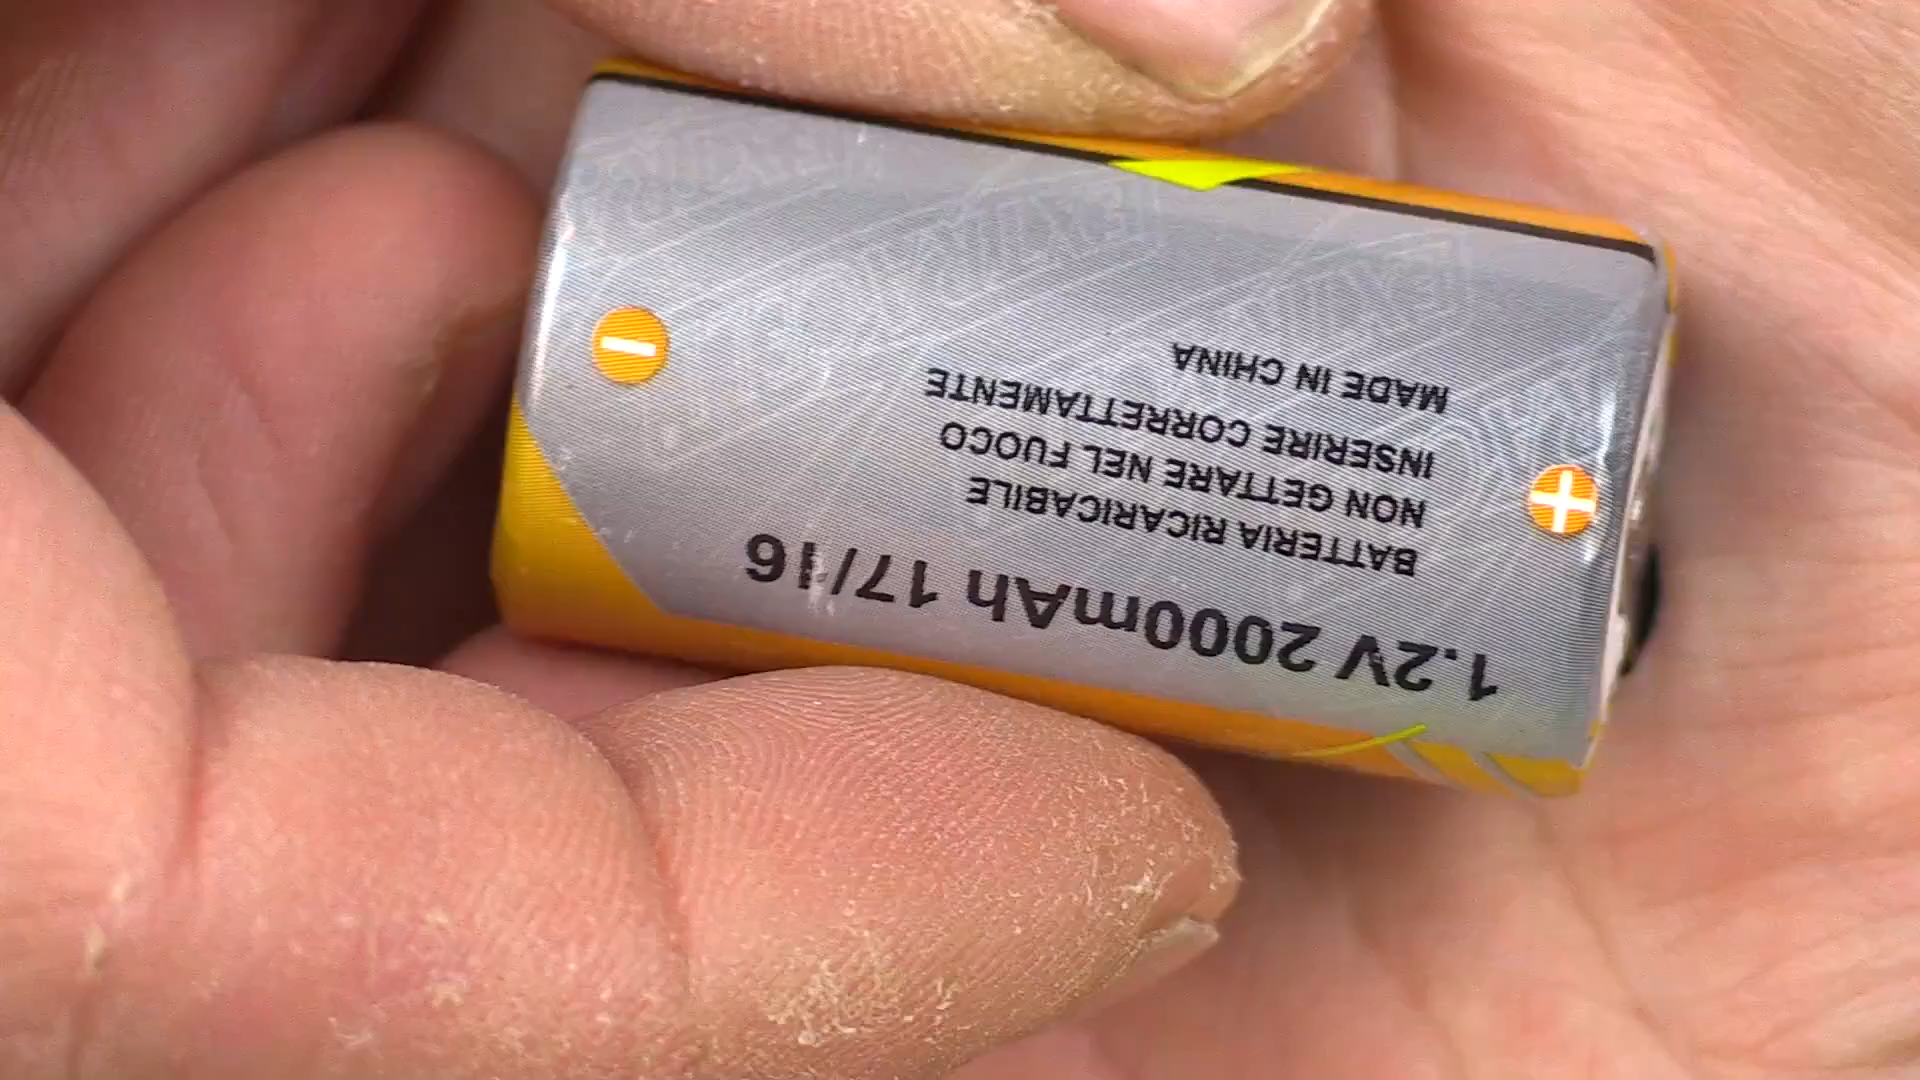 1.2V 2000mAh 17/16
BATTERIA RICARICABILE
NON GETTARE NEL FUOCO
INSERIRE CORRETTAMENTE
MADE IN CHINA